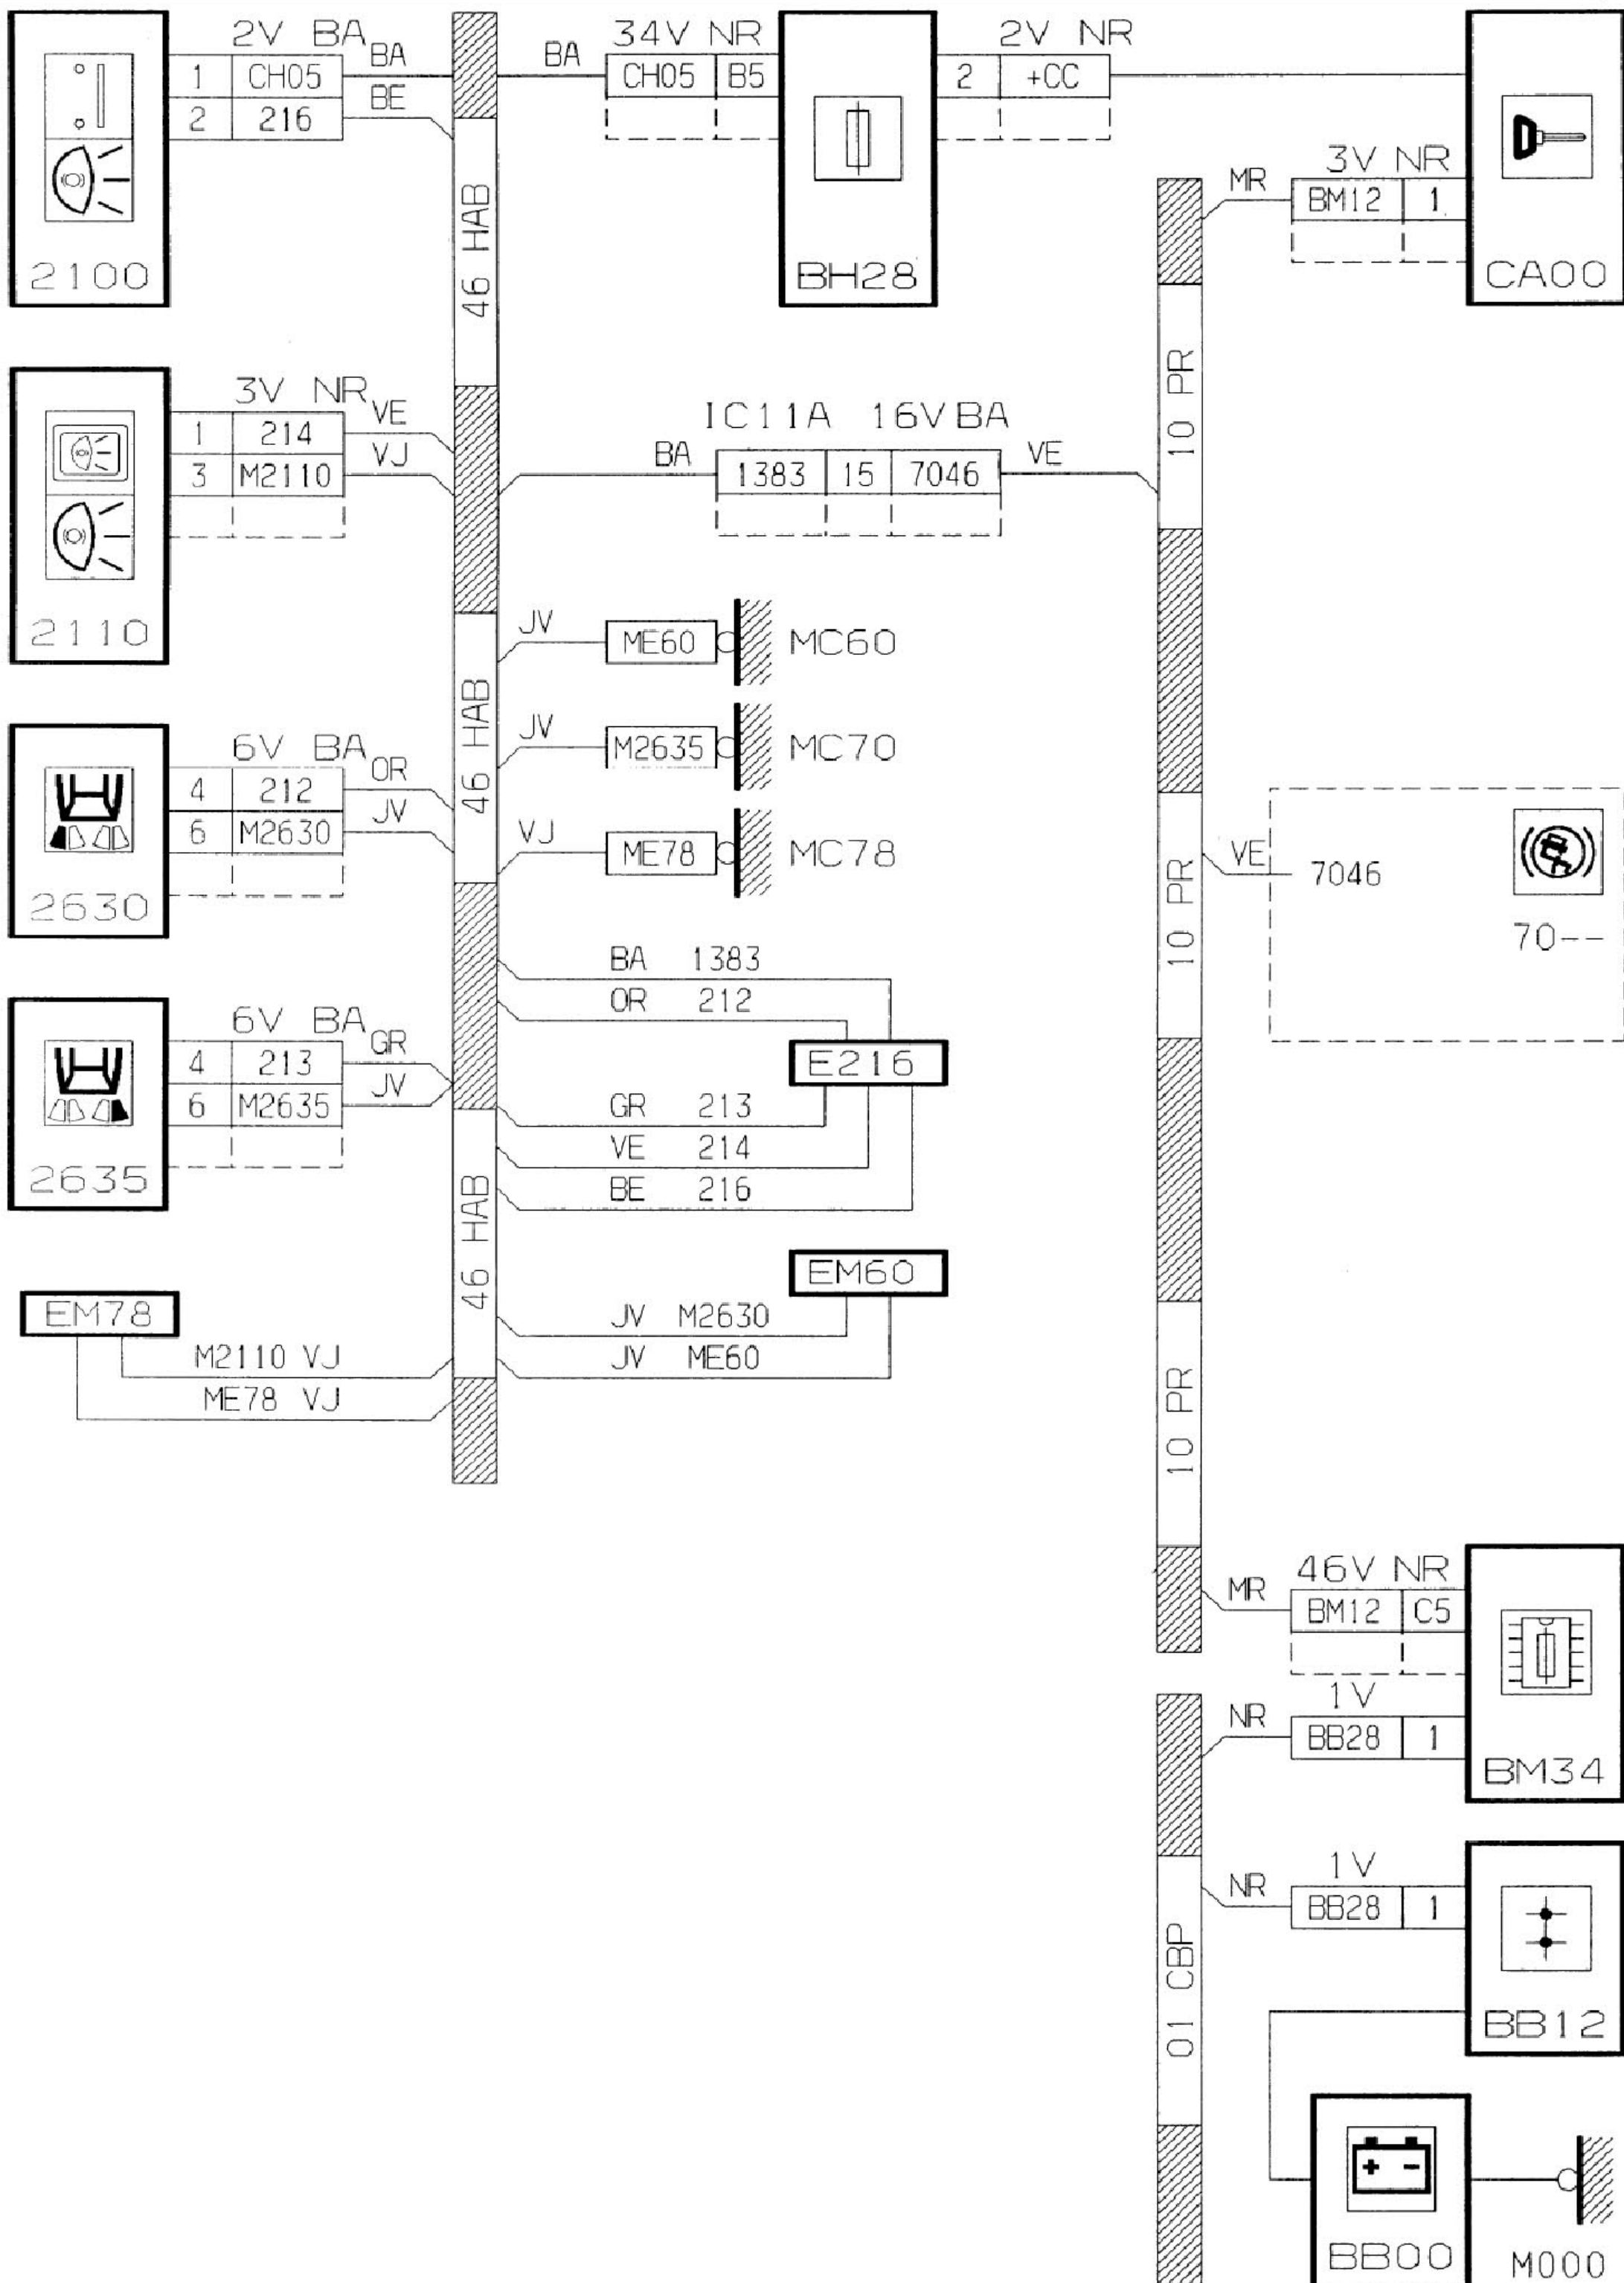 2V BA
BA
1 CH05
BE
2 216
2100
46 HAB
BA
34V NR
CH05 B5
BH28
2V NR
2 +CC
MR
3V NR
BM12 1
CA00
10 PR
3V NR
VE
1 214
VJ
3 M2110
2110
IC11A 16V BA
BA
1383 15 7046
VE
JV
ME60
MC60
46 HAB
JV
M2635
MC70
VJ
ME78
MC78
6V BA
OR
4 212
JV
6 M2630
2630
10 PR
VE
7046
70--
BA 1383
OR 212
E216
GR 213
VE 214
BE 216
6V BA
GR
4 213
JV
6 M2635
2635
46 HAB
EM60
JV M2630
JV ME60
EM78
M2110 VJ
ME78 VJ
10 PR
MR
46V NR
BM12 C5
1V
NR
BB28 1
BM34
1V
NR
BB28 1
01 CBP
BB12
+ -
BB00
M000